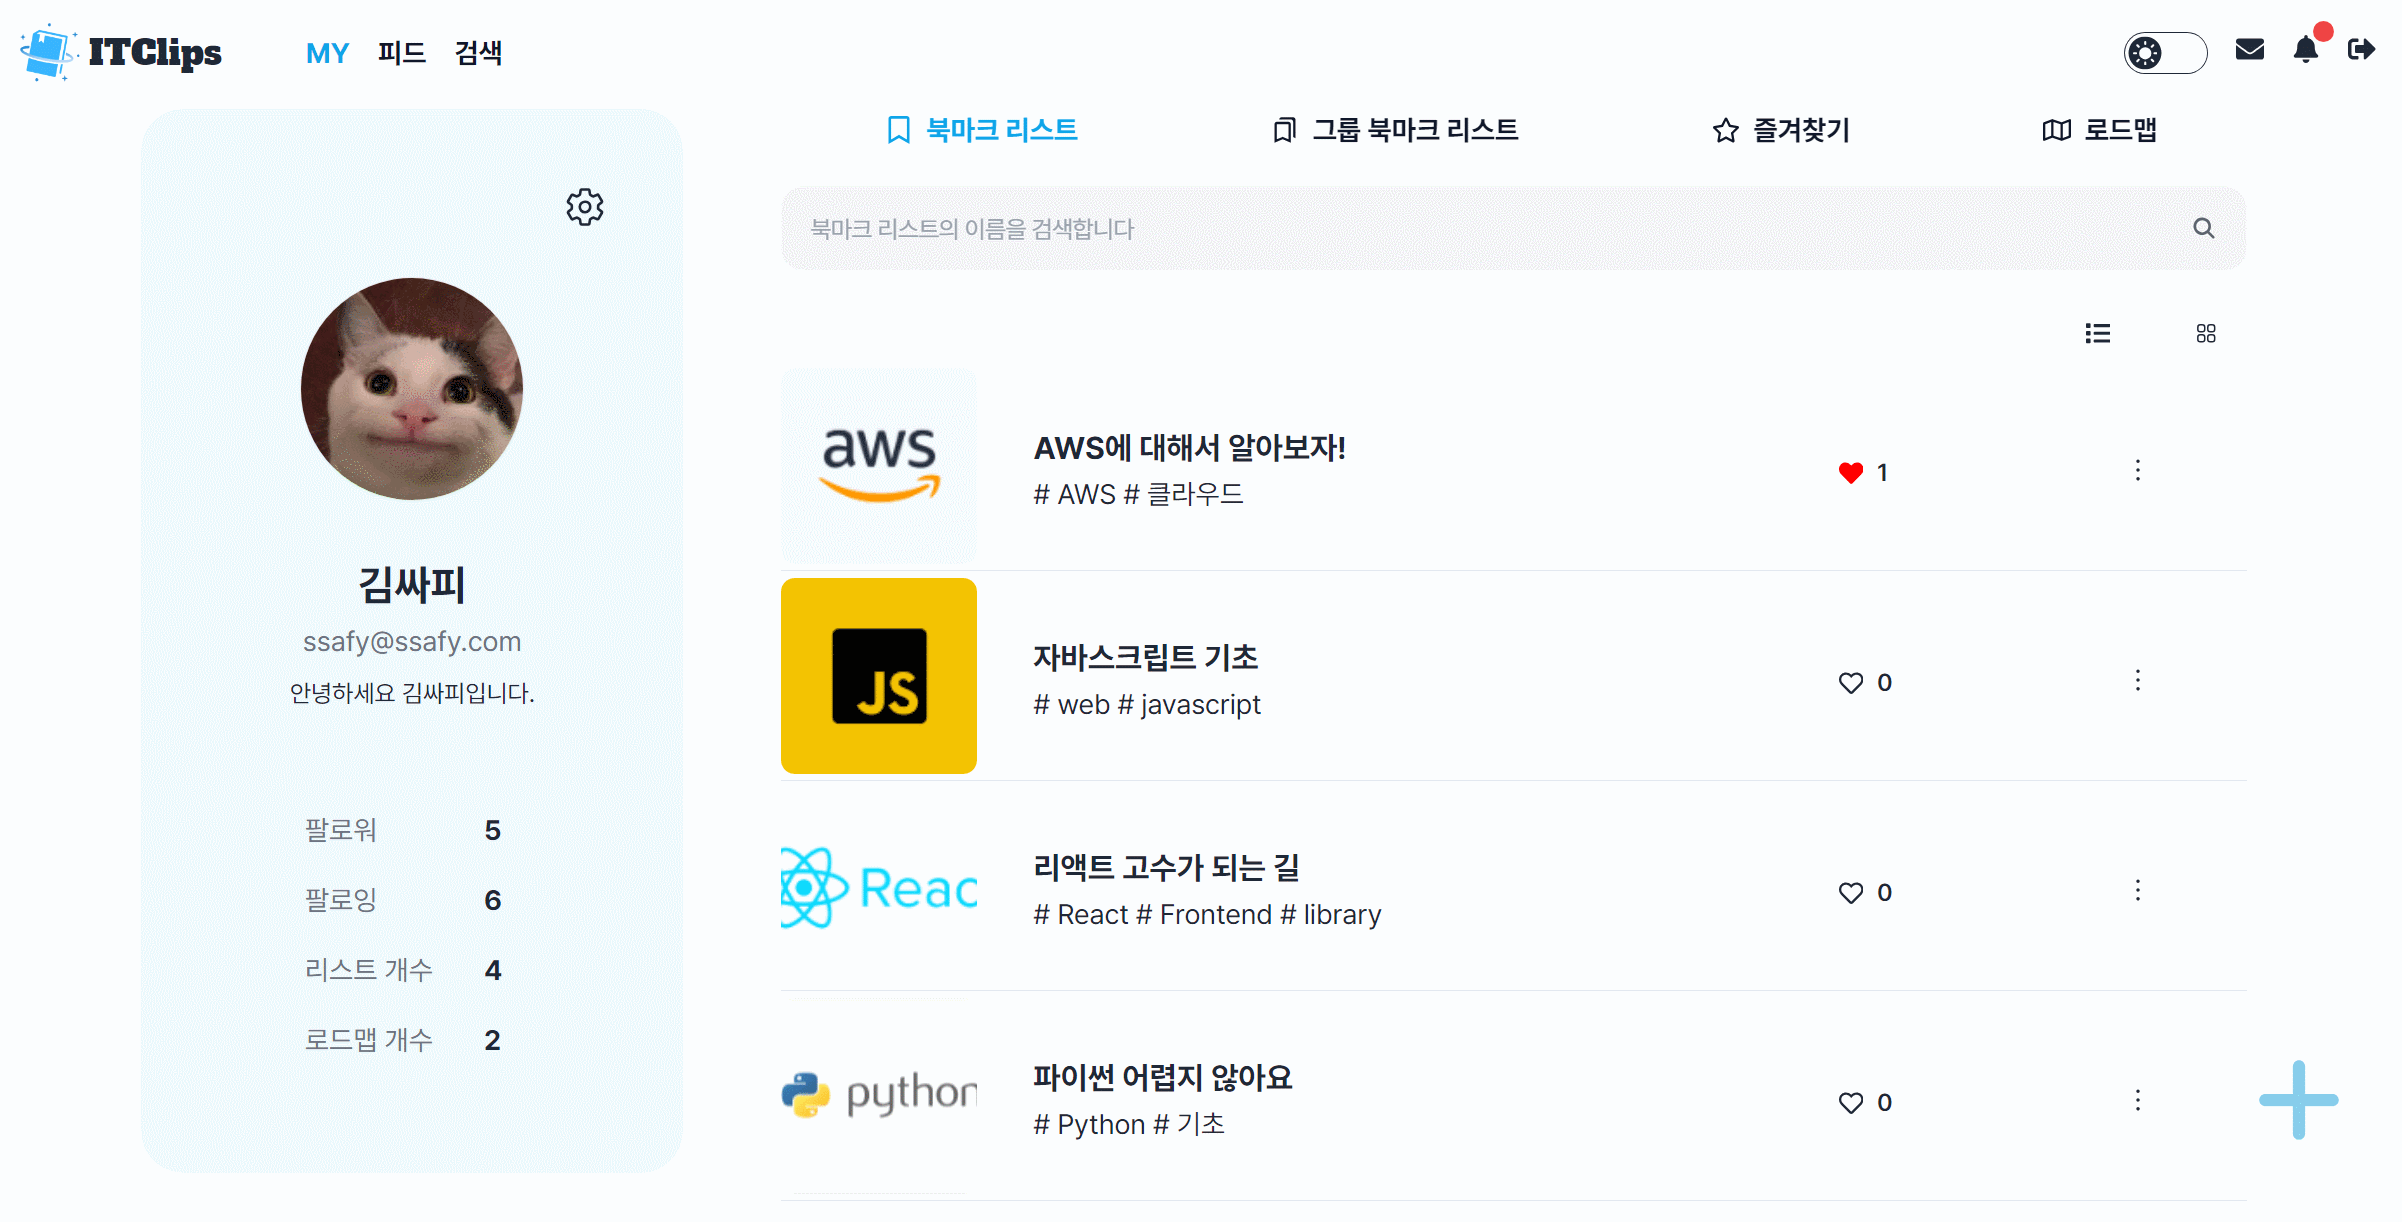 ITClips
MY 피드 검색
북마크 리스트 그룹 북마크 리스트 즐겨찾기 로드맵
북마크 리스트의 이름을 검색합니다
김싸피
ssafy@ssafy.com
안녕하세요 김싸피입니다.
팔로워 5
팔로잉 6
리스트 개수 4
로드맵 개수 2
aws
AWS에 대해서 알아보자!
# AWS # 클라우드
1
JS
자바스크립트 기초
# web # javascript
0
Reac
리액트 고수가 되는 길
# React # Frontend # library
0
python
파이썬 어렵지 않아요
# Python # 기초
0